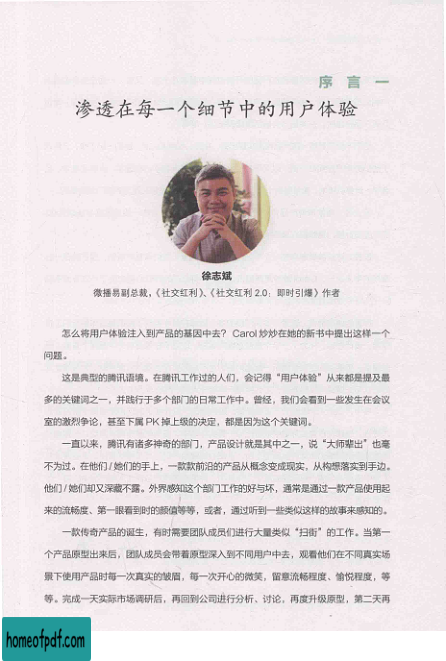 序言一
渗透在每一个细节中的用户体验
徐志斌
微播易副总裁，《社交红利》、《社交红利2.0：即时引爆》作者
怎么将用户体验注入到产品的基因中去？Carol炒炒在她的新书中提出这样一个
问题。
这是典型的腾讯语境。在腾讯工作过的人们，会记得“用户体验”从来都是提及最
多的关键词之一，并践行于多个部门的日常工作中。曾经，我们会看到一些发生在会议
室的激烈争论，甚至下属PK掉上级的决定，都是因为这个关键词。
一直以来，腾讯有诸多神奇的部门，产品设计就是其中之一，说“大师辈出”也毫
不为过。在他们/她们的手上，一款款前沿的产品从概念变成现实，从构想落实到手边。
他们/她们却又深藏不露。外界感知这个部门工作的好与坏，通常是通过一款产品使用起
来的流畅度、第一眼看到时的颜值等等，或者，通过听到一些类似这样的故事来感知的。
一款传奇产品的诞生，有时需要团队成员们进行大量类似“扫街”的工作。当第一
个产品原型出来后，团队成员会带着原型深入到不同用户中去，观看他们在不同真实场
景下使用产品时每一次真实的皱眉，每一次开心的微笑，留意流畅程度、愉悦程度，等
等。完成一天实际市场调研后，再回到公司进行分析、讨论，再度升级原型，第二天再
homeofpdf.com